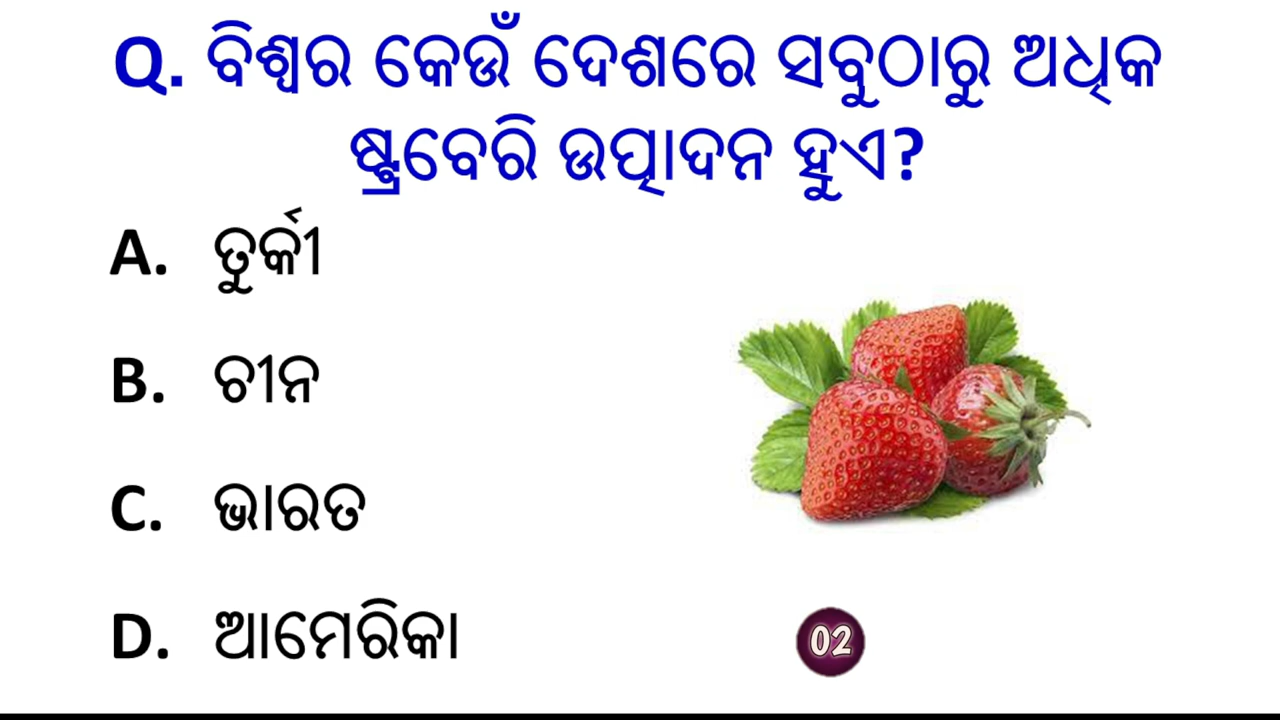 Q. ବିଶ୍ୱର କେଉଁ ଦେଶରେ ସବୁଠାରୁ ଅଧିକ
ଷ୍ଟ୍ରବେରି ଉତ୍ପାଦନ ହୁଏ?
A. ତୁର୍କୀ
B. ଚୀନ
C. ଭାରତ
D. ଆମେରିକା
02